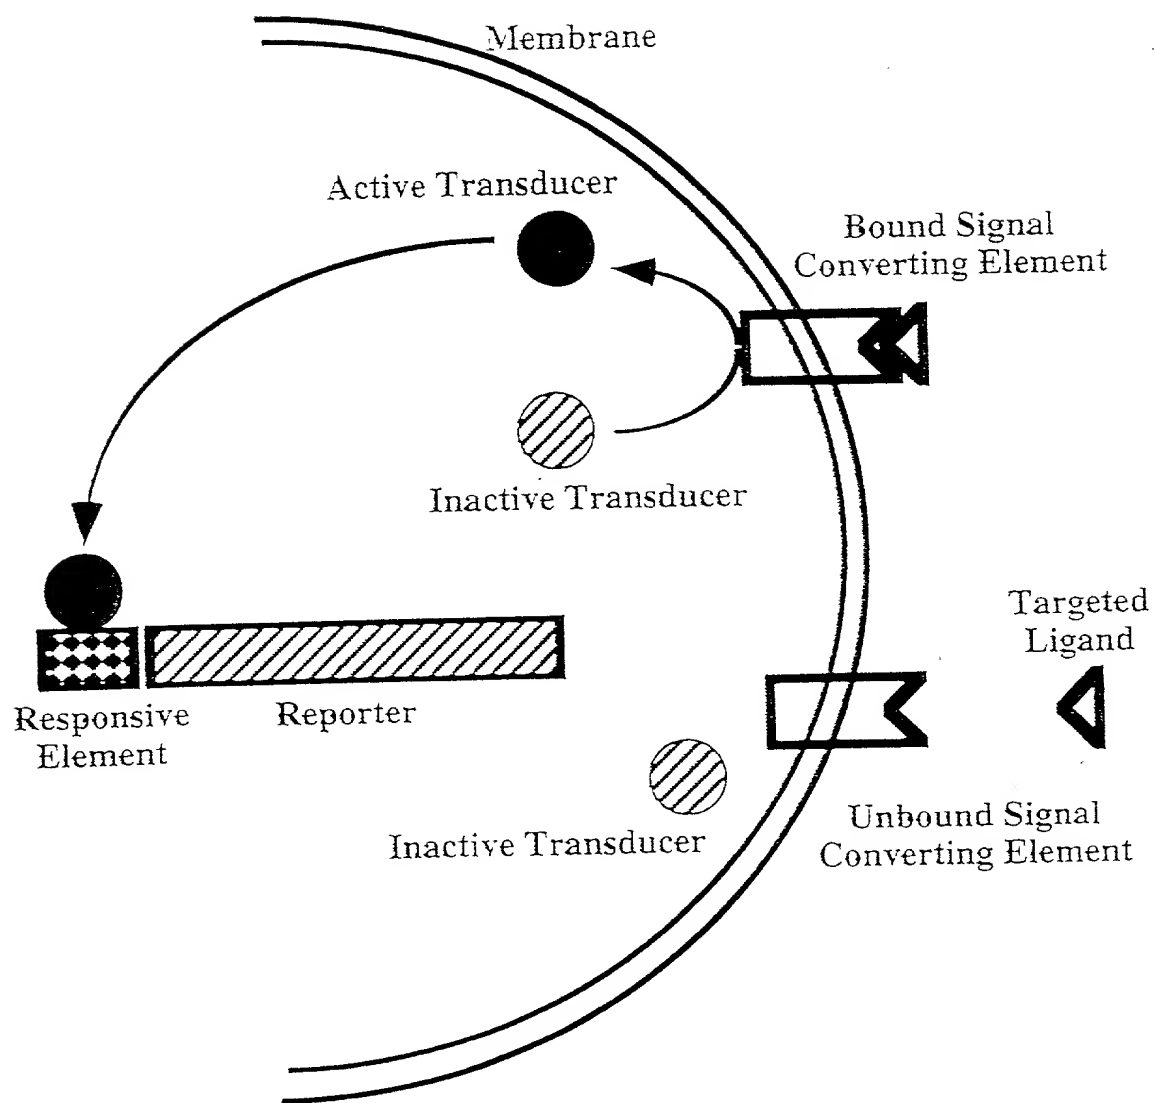 Membrane
Active Transducer
Bound Signal
Converting Element
Inactive Transducer
Targeted
Ligand
Responsive
Element
Reporter
Inactive Transducer
Unbound Signal
Converting Element